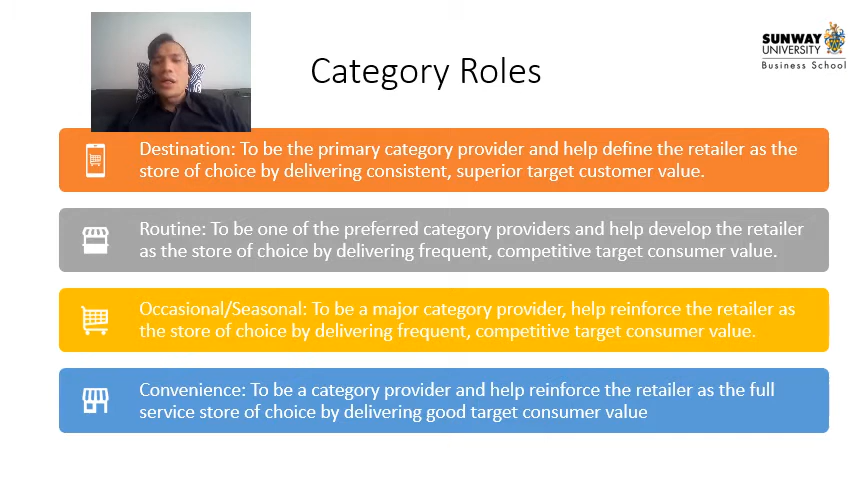 SUNWAY
UNIVERSITY
Business School
Category Roles
Destination: To be the primary category provider and help define the retailer as the
store of choice by delivering consistent, superior target customer value.
Routine: To be one of the preferred category providers and help develop the retailer
as the store of choice by delivering frequent, competitive target consumer value.
Occasional/Seasonal: To be a major category provider, help reinforce the retailer as
the store of choice by delivering frequent, competitive target consumer value.
Convenience: To be a category provider and help reinforce the retailer as the full
service store of choice by delivering good target consumer value